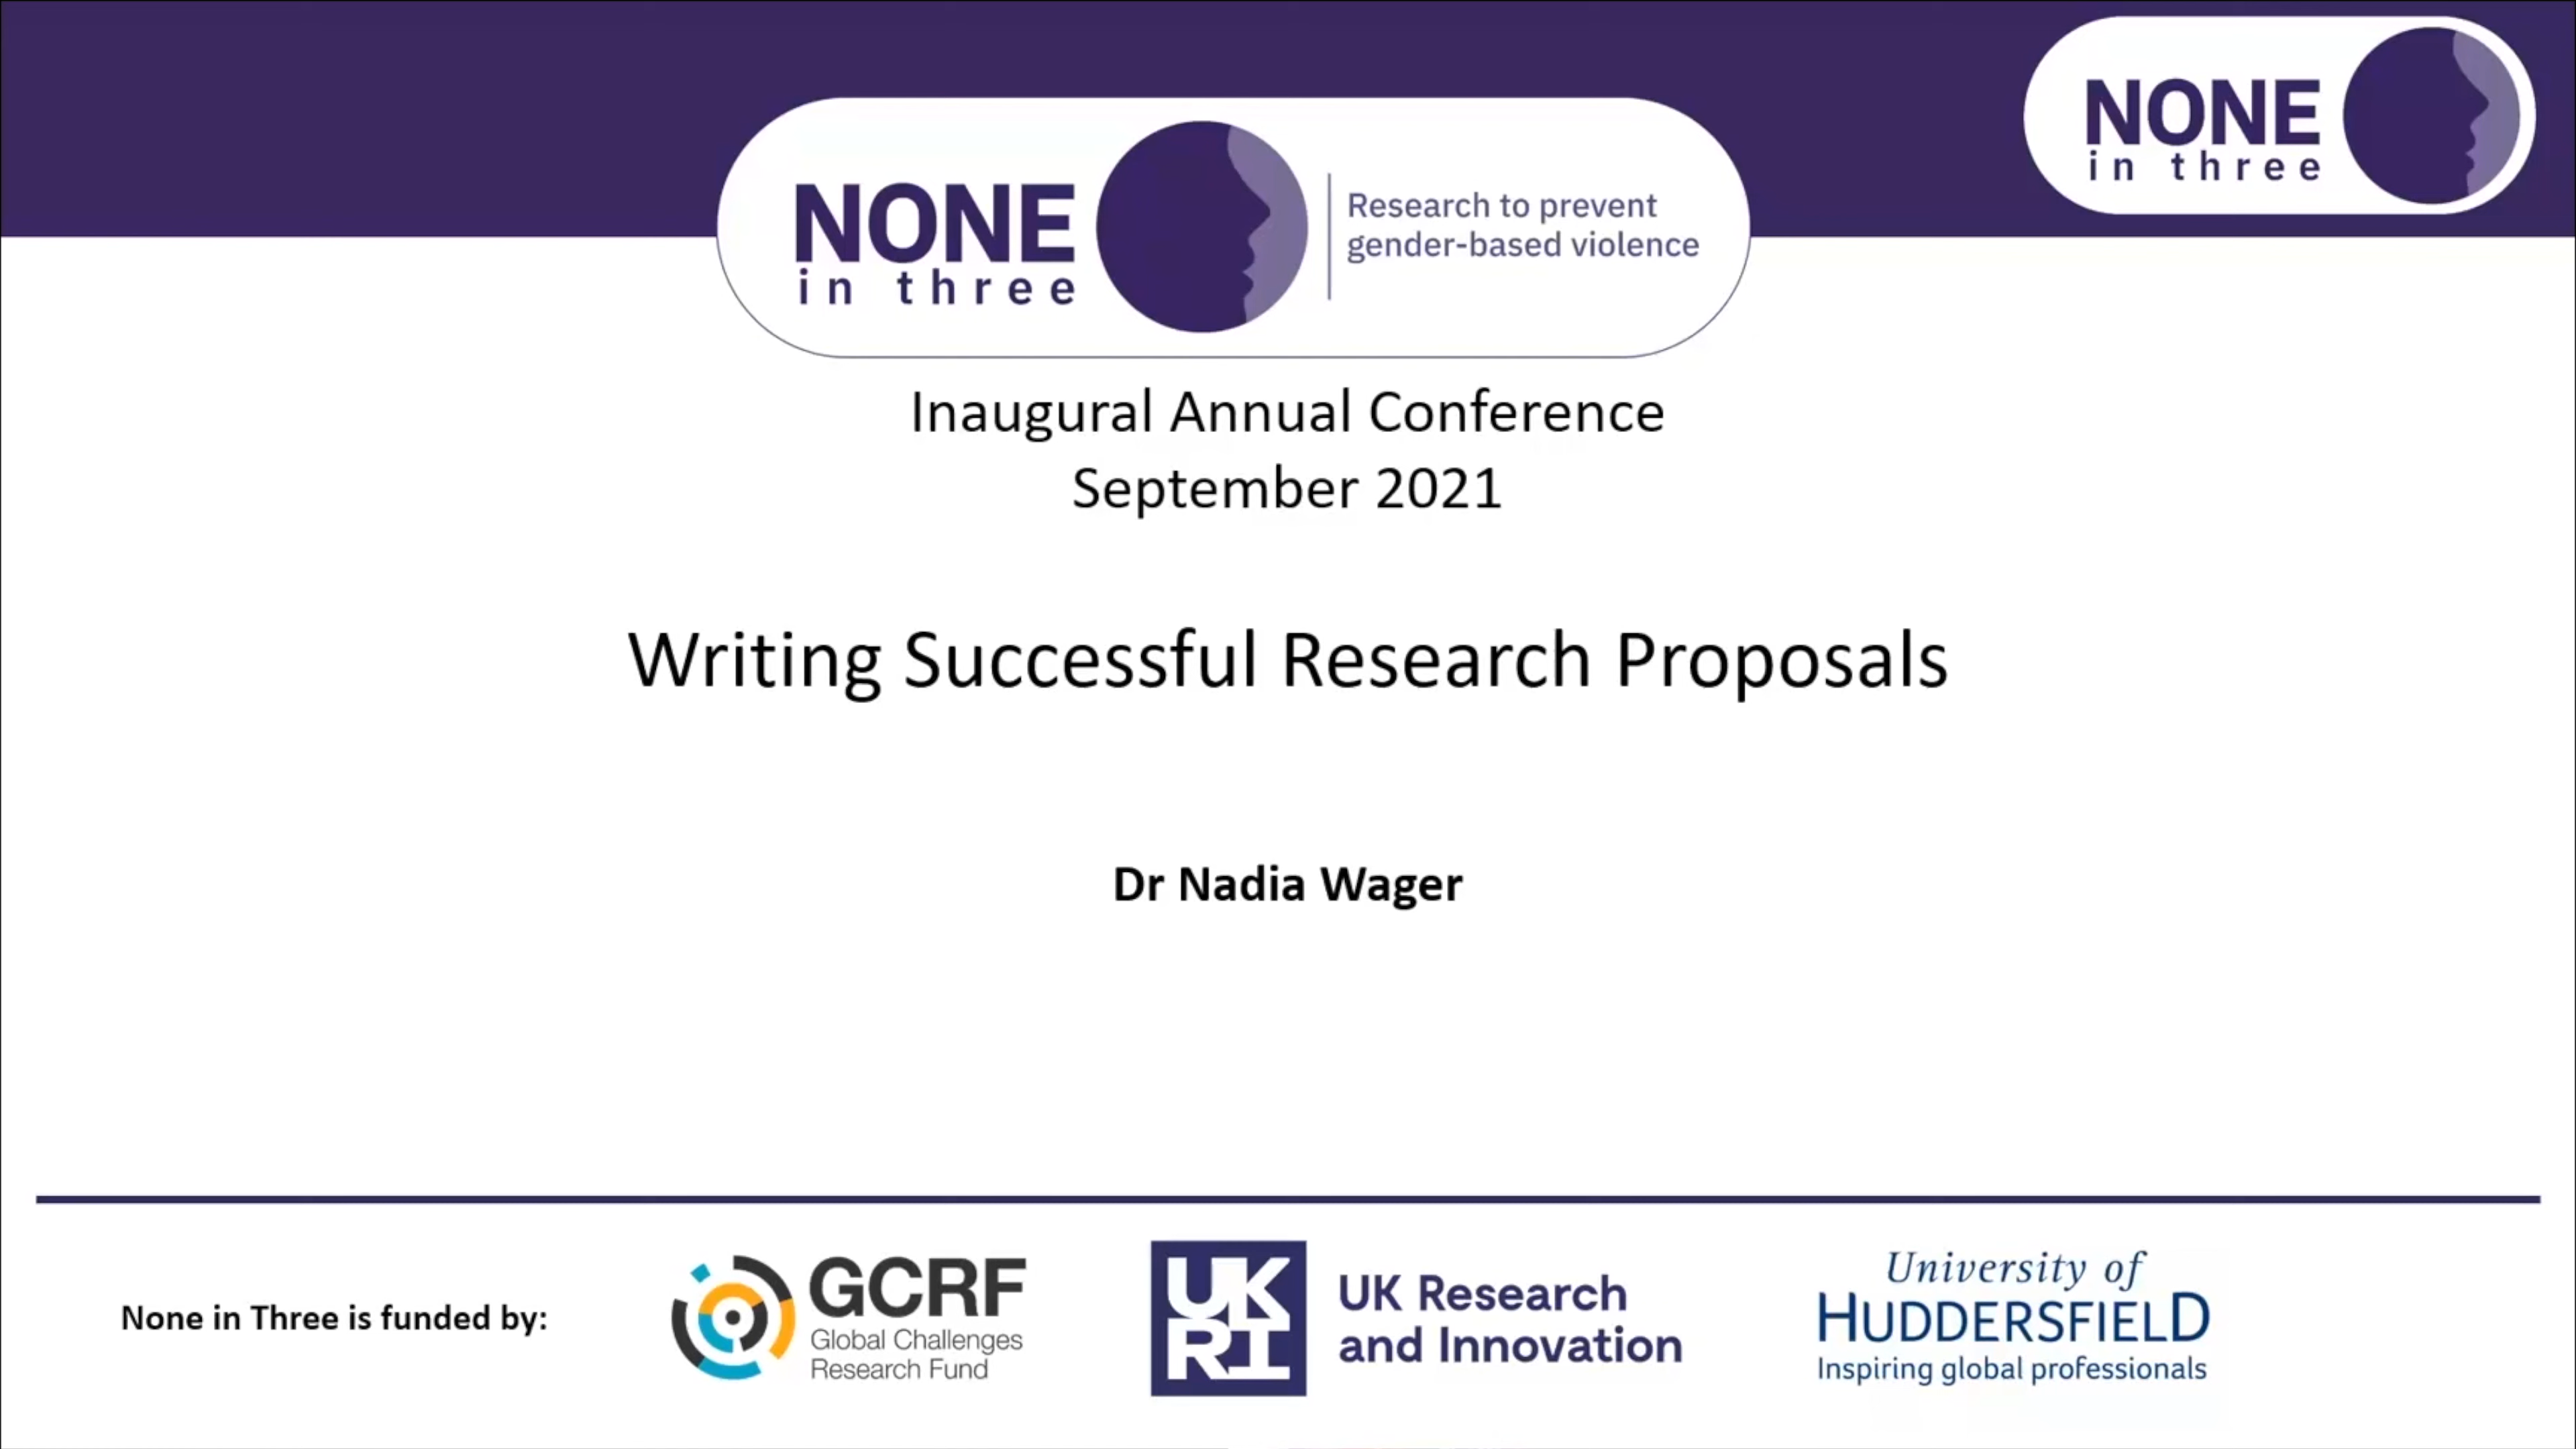 NONE
in three
Research to prevent
gender-based violence
NONE
in three
Inaugural Annual Conference
September 2021
Writing Successful Research Proposals
Dr Nadia Wager
None in Three is funded by:
GCRF
Global Challenges
Research Fund
UK
RI
UK Research
and Innovation
University of
HUDDERSFIELD
Inspiring global professionals